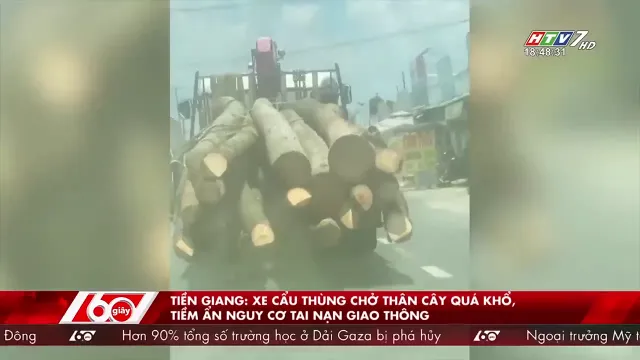 HTV7 HD
18:48:31
60 giây
TIỀN GIANG: XE CẨU THÙNG CHỞ THÂN CÂY QUÁ KHỔ,
TIỀM ẨN NGUY CƠ TAI NẠN GIAO THÔNG
Đông 60 Hơn 90% tổng số trường học ở Dải Gaza bị phá hủy 60 Ngoại trưởng Mỹ t